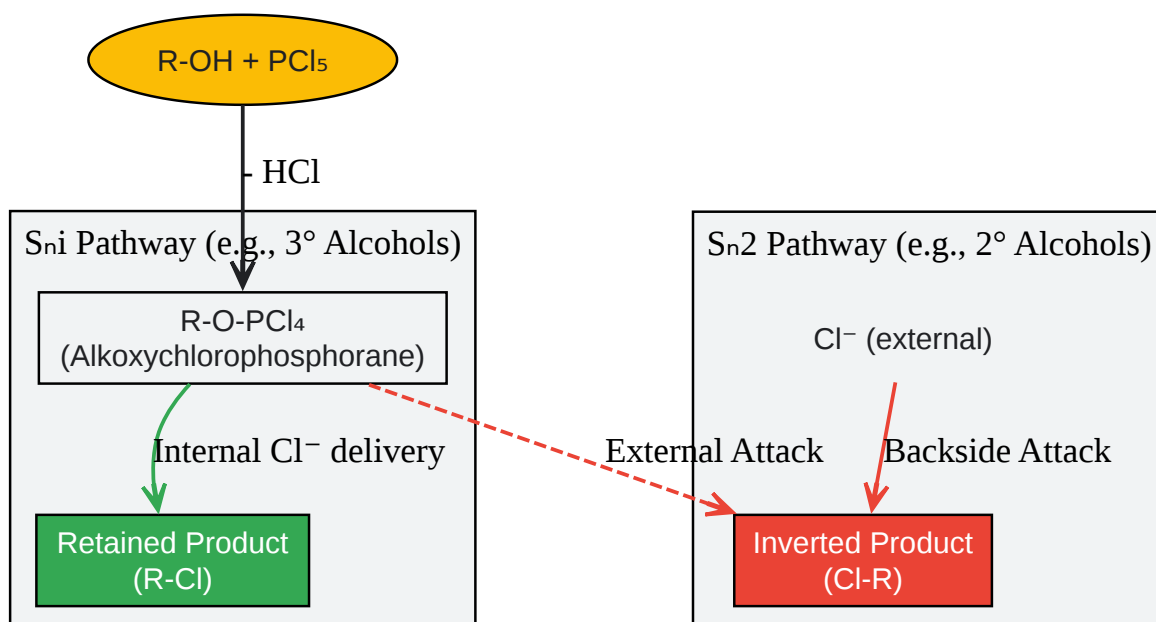 R-OH + PCl₅
- HCl
Sₙi Pathway (e.g., 3° Alcohols)
R-O-PCl₄
(Alkoxychlorophosphorane)
Internal Cl⁻ delivery
Retained Product
(R-Cl)
External Attack
Sₙ2 Pathway (e.g., 2° Alcohols)
Cl⁻ (external)
Backside Attack
Inverted Product
(Cl-R)